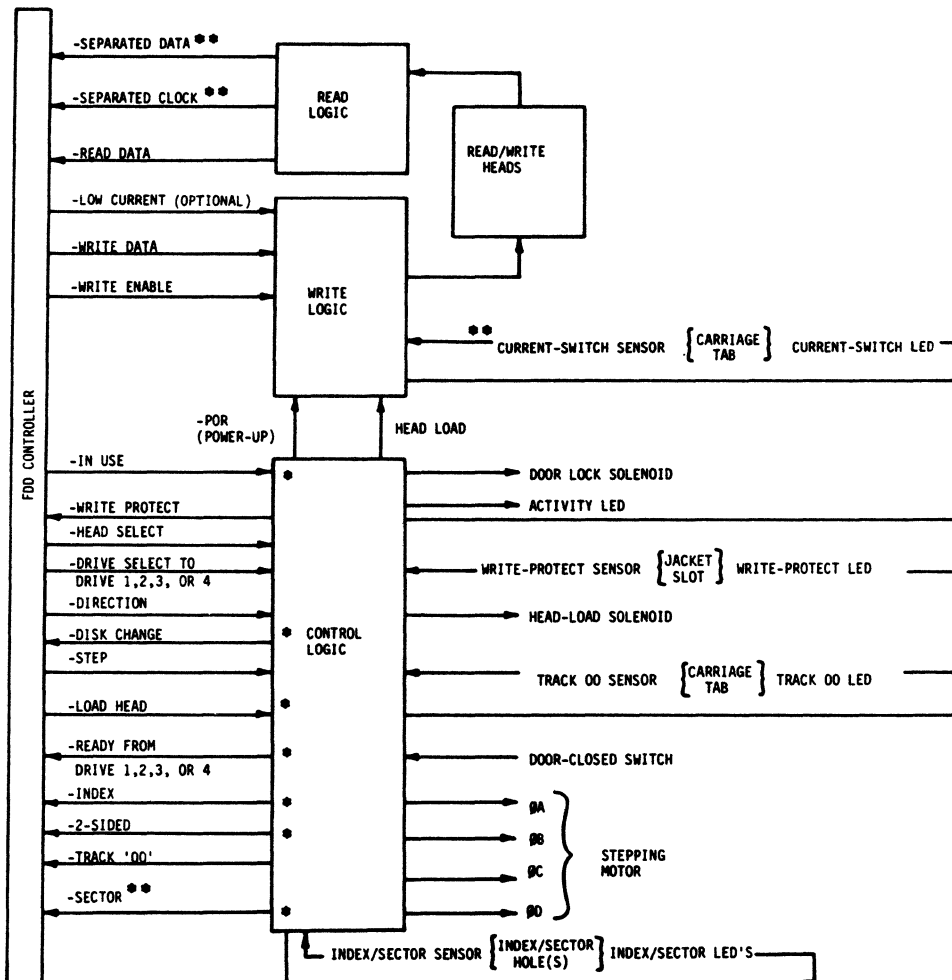 FDD CONTROLLER
-SEPARATED DATA **
-SEPARATED CLOCK **
-READ DATA
READ
LOGIC
READ/WRITE
HEADS
-LOW CURRENT (OPTIONAL)
-WRITE DATA
-WRITE ENABLE
WRITE
LOGIC
** CURRENT-SWITCH SENSOR [CARRIAGE TAB] CURRENT-SWITCH LED
-POR
(POWER-UP)
HEAD LOAD
-IN USE
-WRITE PROTECT
-HEAD SELECT
-DRIVE SELECT TO
DRIVE 1,2,3, OR 4
-DIRECTION
-DISK CHANGE
-STEP
-LOAD HEAD
-READY FROM
DRIVE 1,2,3, OR 4
-INDEX
-2-SIDED
-TRACK '00'
-SECTOR **
*
* CONTROL
LOGIC
*
*
*
*
*
DOOR LOCK SOLENOID
ACTIVITY LED
WRITE-PROTECT SENSOR [JACKET SLOT] WRITE-PROTECT LED
HEAD-LOAD SOLENOID
TRACK 00 SENSOR [CARRIAGE TAB] TRACK 00 LED
DOOR-CLOSED SWITCH
ØA
ØB
ØC
ØD
STEPPING
MOTOR
INDEX/SECTOR SENSOR [INDEX/SECTOR HOLE(S)] INDEX/SECTOR LED'S